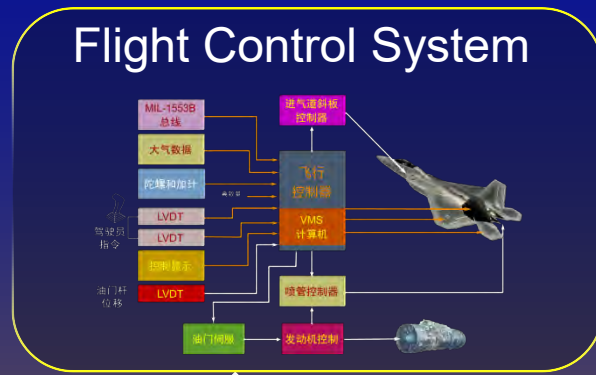 Flight Control System
MIL-1553B
总线
大气数据
陀螺和加计
LVDT
LVDT
驾驶员
指令
控制显示
油门杆
位移
LVDT
进气道斜板
控制器
飞行
控制器
VMS
计算机
喷管控制器
油门伺服
发动机控制